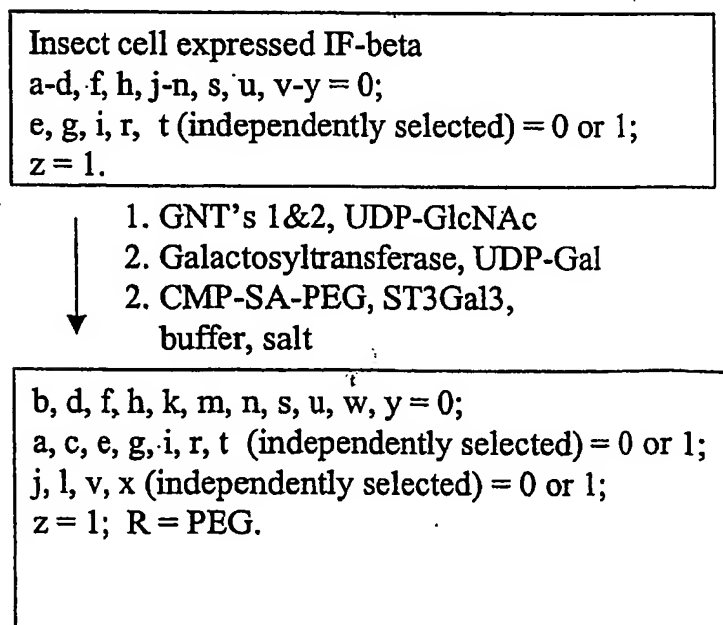 Insect cell expressed IF-beta
a-d, f, h, j-n, s, u, v-y = 0;
e, g, i, r, t (independently selected) = 0 or 1;
z = 1.
1. GNT's 1&2, UDP-GlcNAc
2. Galactosyltransferase, UDP-Gal
2. CMP-SA-PEG, ST3Gal3,
buffer, salt
b, d, f, h, k, m, n, s, u, w, y = 0;
a, c, e, g, i, r, t (independently selected) = 0 or 1;
j, l, v, x (independently selected) = 0 or 1;
z = 1; R = PEG.